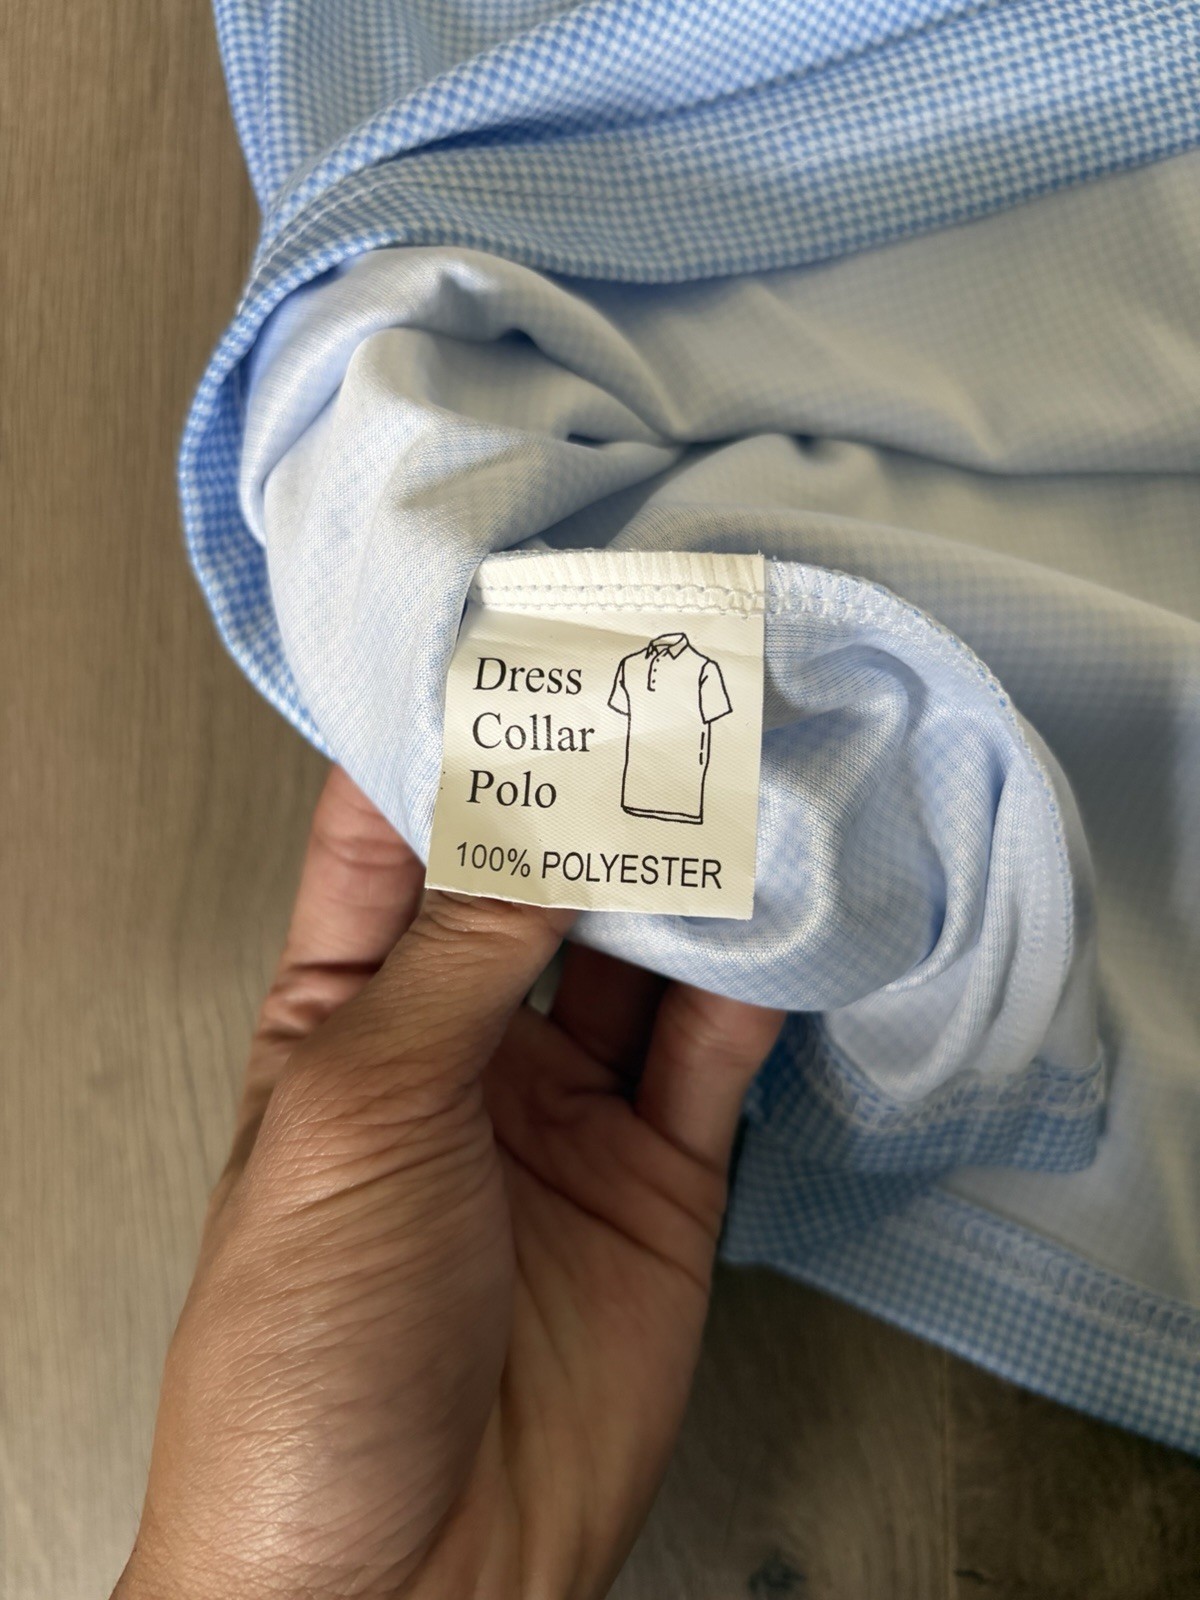 Dress
Collar
Polo
100% POLYESTER